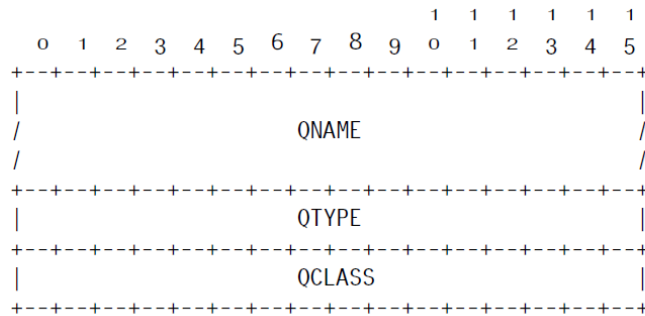 1  1  1  1  1  1
  0  1  2  3  4  5  6  7  8  9  0  1  2  3  4  5
+--+--+--+--+--+--+--+--+--+--+--+--+--+--+--+--+
|                                               |
/                     QNAME                     /
/                                               /
+--+--+--+--+--+--+--+--+--+--+--+--+--+--+--+--+
|                     QTYPE                     |
+--+--+--+--+--+--+--+--+--+--+--+--+--+--+--+--+
|                     QCLASS                    |
+--+--+--+--+--+--+--+--+--+--+--+--+--+--+--+--+